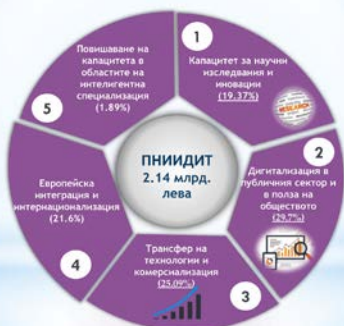 1
Капацитет за научни
изследвания и
иновации
(19.37%)
RESEARCH
2
Дигитализация в
публичния сектор и
в полза на
обществото
(29.7%)
3
Трансфер на
технологии и
комерсиализация
(25.09%)
4
Европейска
интеграция и
интернационализация
(21.6%)
5
Повишаване на
капацитета в
областите на
интелигентна
специализация
(1.89%)
ПНИИДИТ
2.14 млрд.
лева